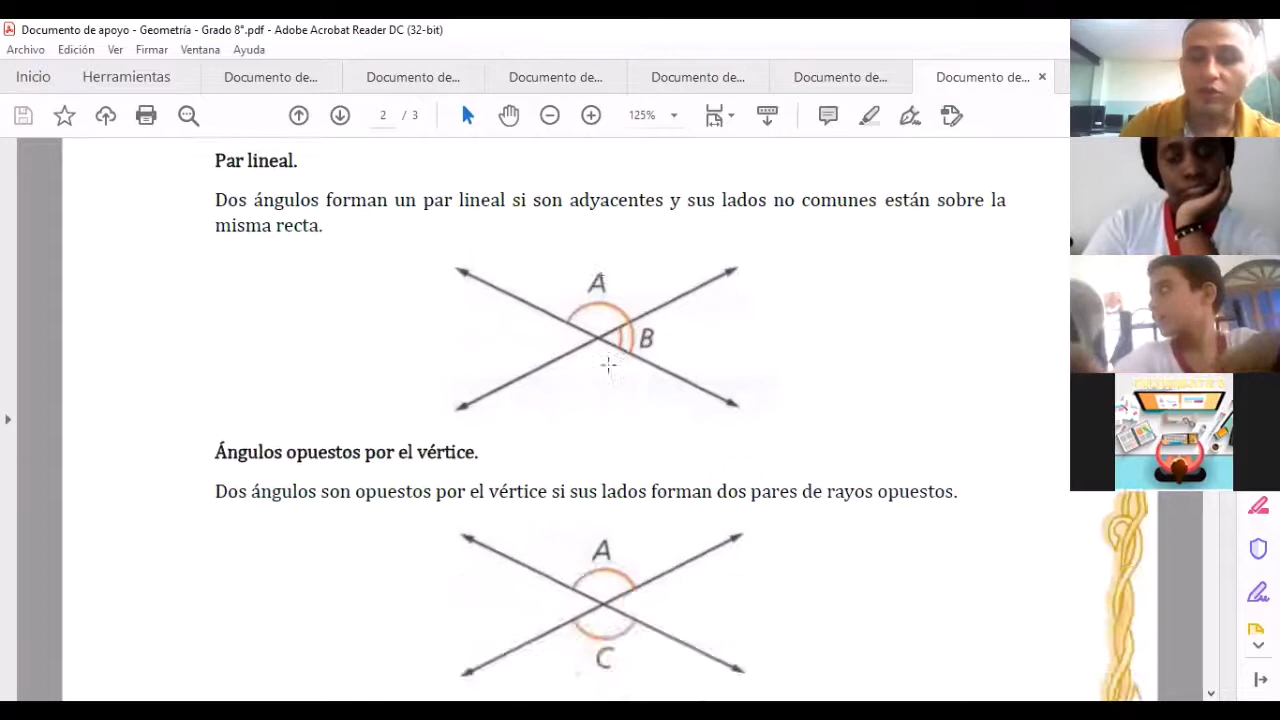 Documento de apoyo - Geometría - Grado 8°.pdf - Adobe Acrobat Reader DC (32-bit)
Archivo Edición Ver Firmar Ventana Ayuda
Inicio Herramientas Documento de... Documento de... Documento de... Documento de... Documento de... Documento de...
2 / 3 125%
Par lineal.
Dos ángulos forman un par lineal si son adyacentes y sus lados no comunes están sobre la
misma recta.
A
B
Ángulos opuestos por el vértice.
Dos ángulos son opuestos por el vértice si sus lados forman dos pares de rayos opuestos.
A
C